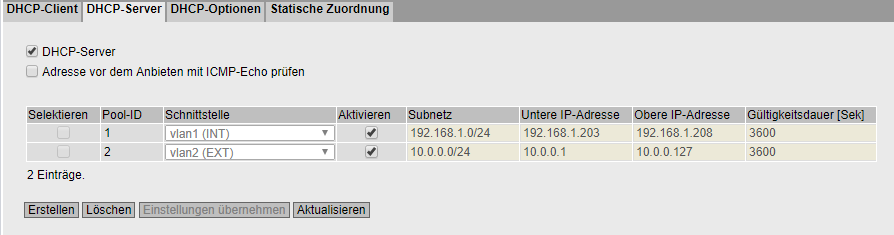 DHCP-Client DHCP-Server DHCP-Optionen Statische Zuordnung
DHCP-Server
Adresse vor dem Anbieten mit ICMP-Echo prüfen
Selektieren Pool-ID Schnittstelle Aktivieren Subnetz Untere IP-Adresse Obere IP-Adresse Gültigkeitsdauer [Sek]
1 vlan1 (INT) 192.168.1.0/24 192.168.1.203 192.168.1.208 3600
2 vlan2 (EXT) 10.0.0.0/24 10.0.0.1 10.0.0.127 3600
2 Einträge.
Erstellen Löschen Einstellungen übernehmen Aktualisieren